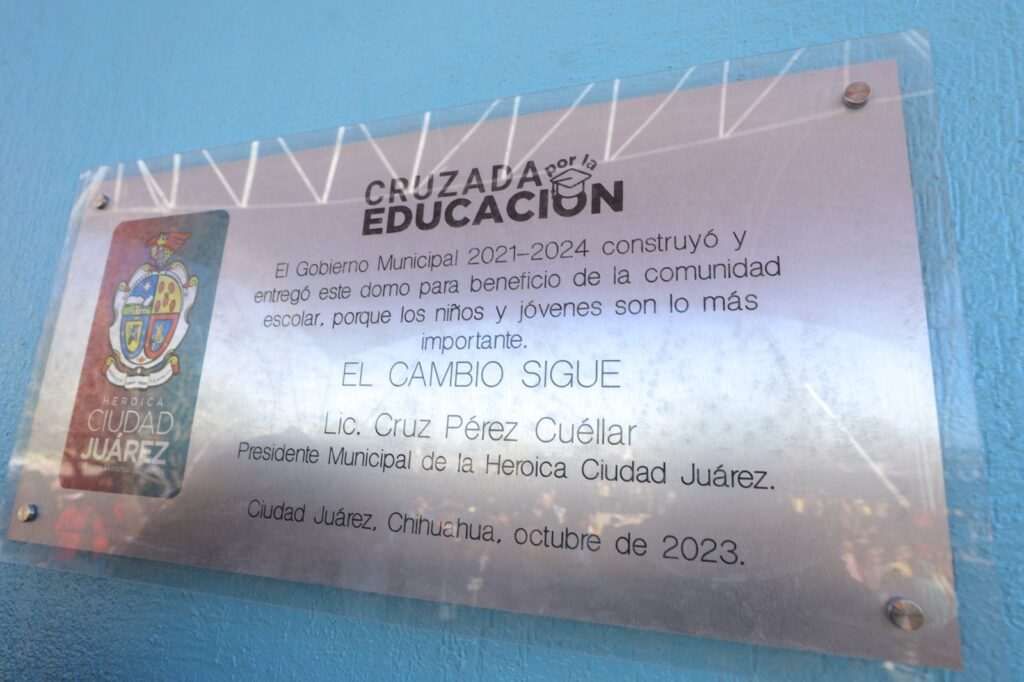 CRUZADA por la
EDUCACIÓN
El Gobierno Municipal 2021-2024 construyó y
entregó este domo para beneficio de la comunidad
escolar, porque los niños y jóvenes son lo más
importante.
EL CAMBIO SIGUE
Lic. Cruz Pérez Cuéllar
Presidente Municipal de la Heroica Ciudad Juárez.
Ciudad Juárez, Chihuahua, octubre de 2023.
HEROICA
CIUDAD
JUÁREZ